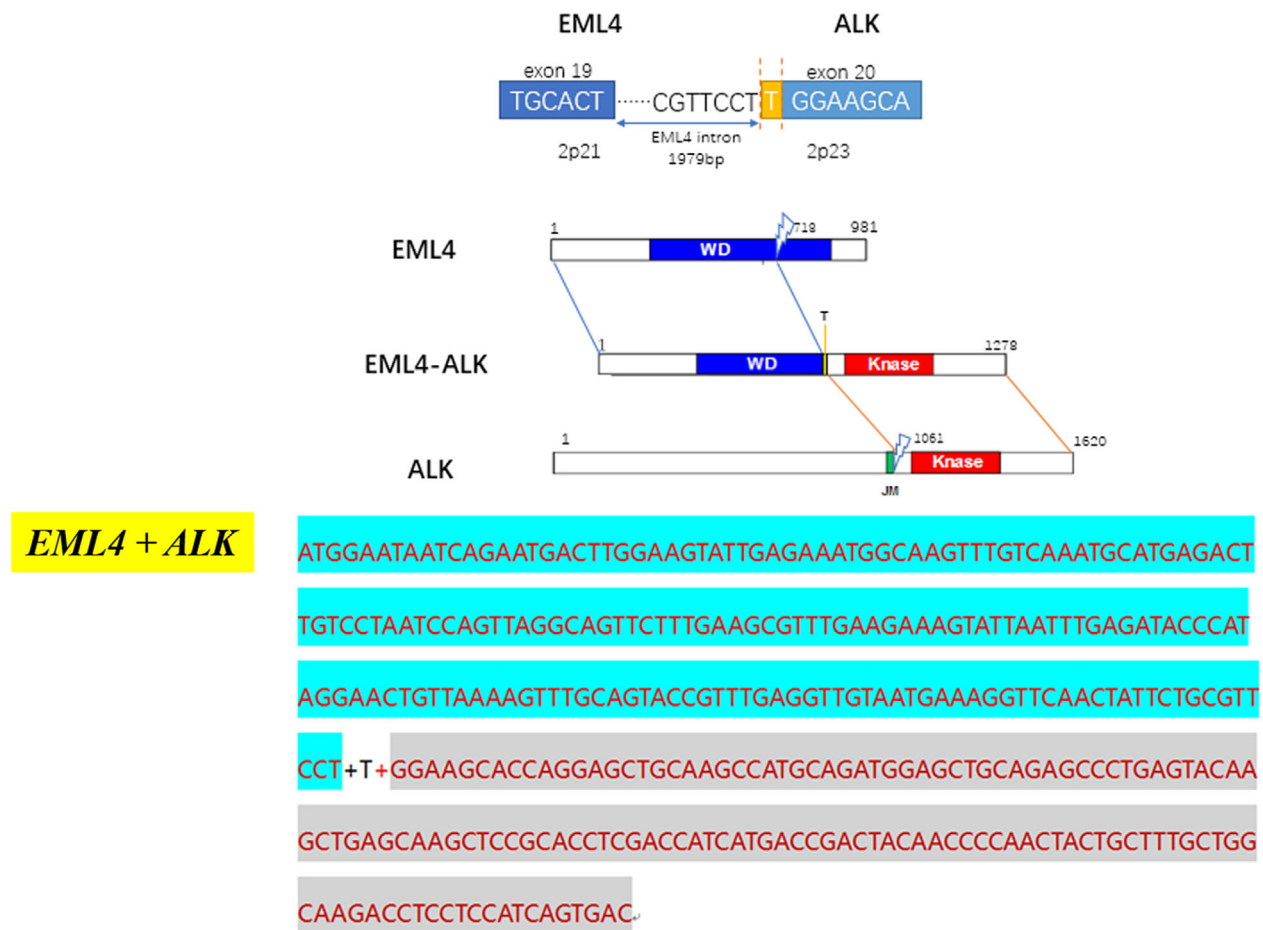 EML4 ALK
exon 19 exon 20
TGCACT ......CGTTCCT T GGAAGCA
EML4 intron
1979bp
2p21 2p23
1 718 981
EML4 WD
T
1 1278
EML4-ALK WD Knase
1 1061 1620
ALK Knase
JM
EML4 + ALK
ATGGAATAATCAGAATGACTTGGAAGTATTGAGAAATGGCAAGTTTGTCAAATGCATGAGACT
TGTCCTAATCCAGTTAGGCAGTTCTTTGAAGCGTTTGAAGAAAGTATTAATTTGAGATACCCAT
AGGAACTGTTAAAAGTTTGCAGTACCGTTTGAGGTTGTAATGAAAGGTTCAACTATTCTGCGTT
CCT+T+GGAAGCACCAGGAGCTGCAAGCCATGCAGATGGAGCTGCAGAGCCCTGAGTACAA
GCTGAGCAAGCTCCGCACCTCGACCATCATGACCGACTACAACCCCAACTACTGCTTTGCTGG
CAAGACCTCCTCCATCAGTGAC